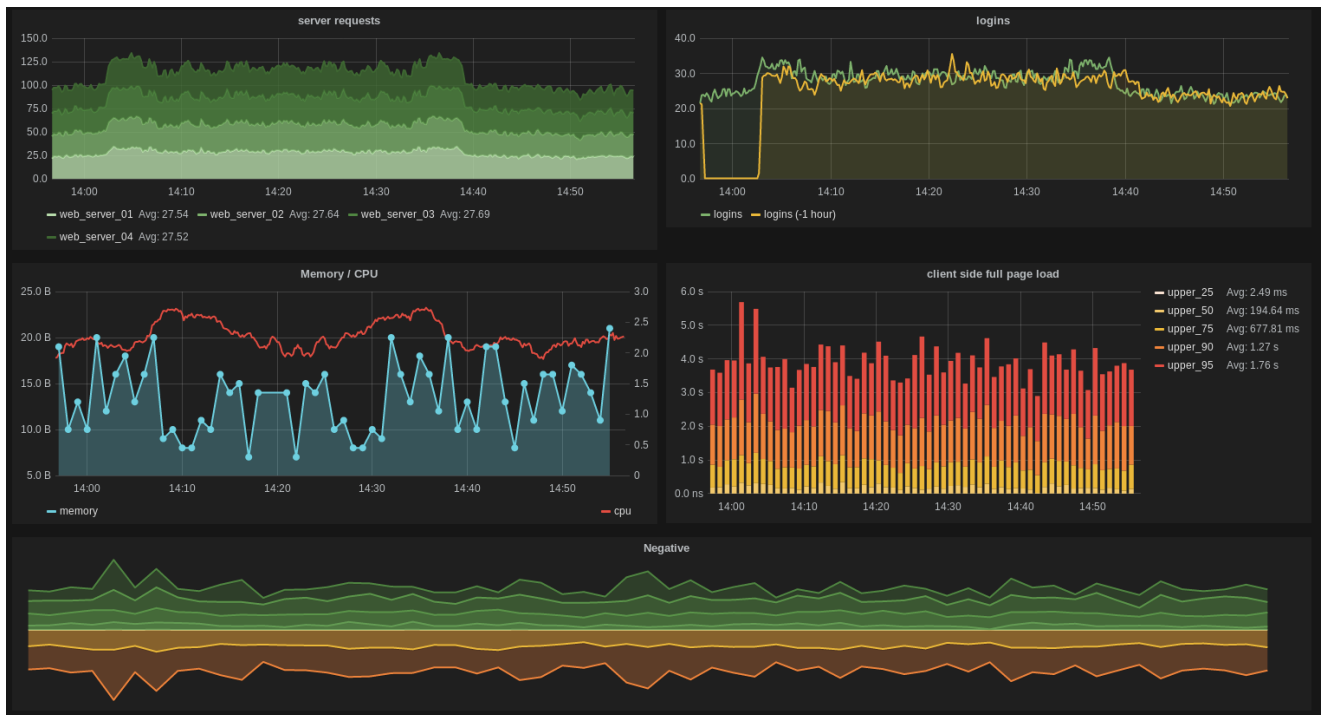 server requests
150.0
125.0
100.0
75.0
50.0
25.0
0.0
14:00 14:10 14:20 14:30 14:40 14:50
web_server_01 Avg: 27.54 web_server_02 Avg: 27.64 web_server_03 Avg: 27.69
web_server_04 Avg: 27.52
logins
40.0
30.0
20.0
10.0
0.0
14:00 14:10 14:20 14:30 14:40 14:50
logins logins (-1 hour)
Memory / CPU
25.0 B 3.0
2.5
20.0 B
2.0
15.0 B 1.5
1.0
10.0 B
0.5
5.0 B 0
14:00 14:10 14:20 14:30 14:40 14:50
memory cpu
client side full page load
6.0 s
5.0 s
4.0 s
3.0 s
2.0 s
1.0 s
0.0 ns
14:00 14:10 14:20 14:30 14:40 14:50
upper_25 Avg: 2.49 ms
upper_50 Avg: 194.64 ms
upper_75 Avg: 677.81 ms
upper_90 Avg: 1.27 s
upper_95 Avg: 1.76 s
Negative